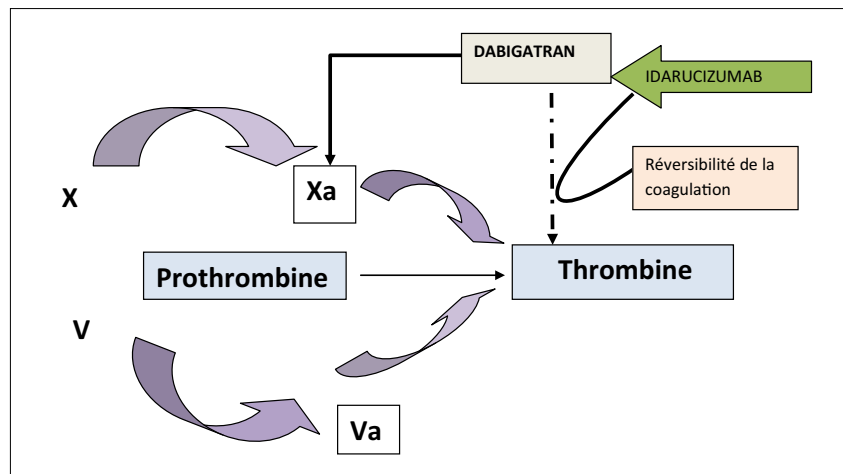 DABIGATRAN
IDARUCIZUMAB
Réversibilité de la
coagulation
X
Xa
Prothrombine
Thrombine
V
Va